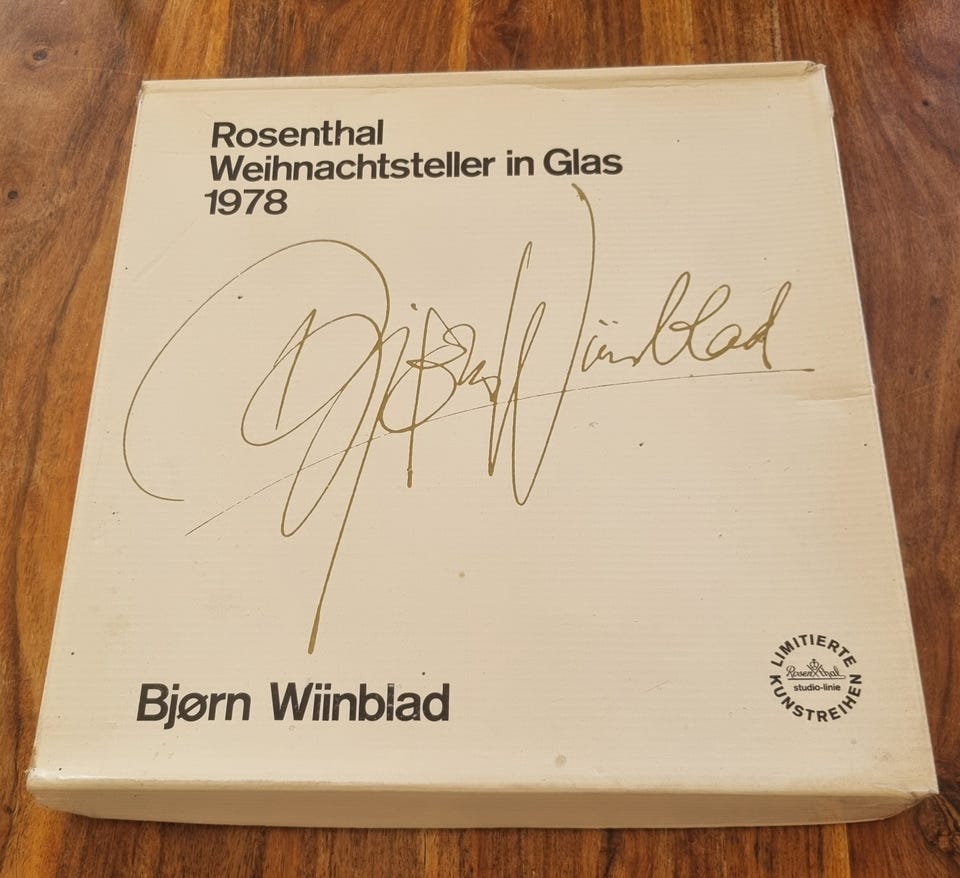 Rosenthal
Weihnachtsteller in Glas
1978
Bjørn Wiinblad
Bjørn Wiinblad
LIMITIERTE
Rosenthal
studio-linie
KUNSTREIHEN